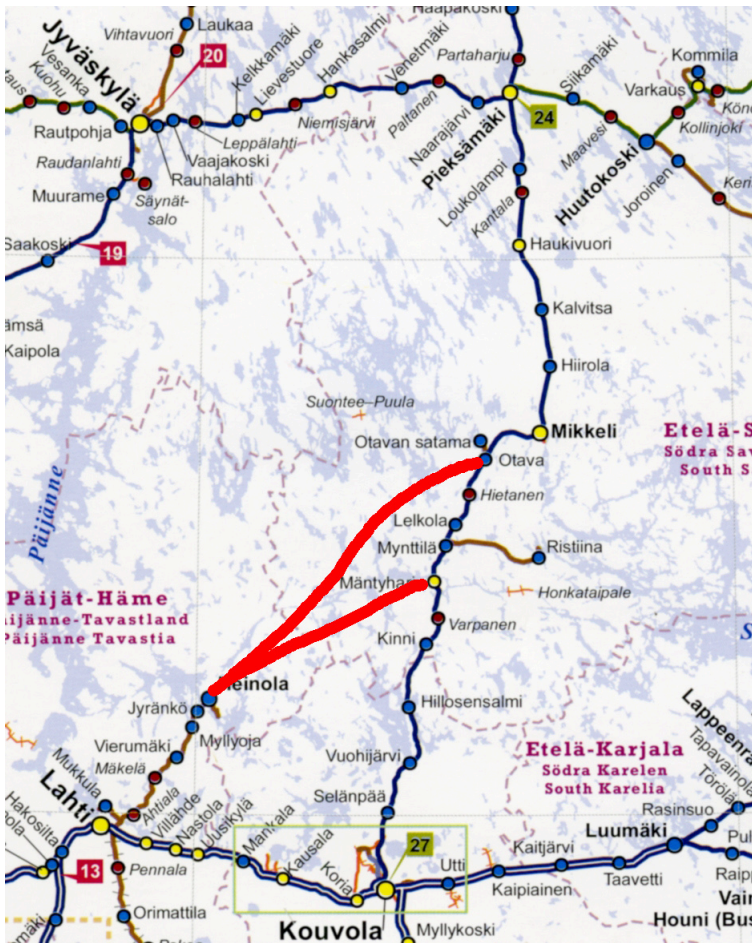 Haapakoski
Laukaa
Vihtavuori
20
Jyväskylä
Kelkkamäki
Lievestuore
Hankasalmi
Venetmäki
Partaharju
Kommila
Siikamäki
Varkaus
Vesanka
Kuohu
Paltanen
24
Niemisjärvi
Naarajärvi
Pieksämäki
Maavesi
Kollinjoki
Rautpohja
Leppälahti
Vaajakoski
Rauhalahti
Raudanlahti
Huutokoski
Joroinen
Loukolampi
Kantala
Muurame
Säynät-
salo
Saakoski
19
Haukivuori
Kalvitsa
Kaipola
Hiirola
Suontee–Puula
Otavan satama
Mikkeli
Otava
Etelä-S
Södra Sav
South S
Päijänne
Hietanen
Lelkola
Mynttilä
Ristiina
Honkataipale
Päijät-Häme
Päijänne Tavastia
Varpanen
Kinni
Jyränkö
Myllyoja
Hillosensalmi
Vierumäki
Mäkelä
Vuohijärvi
Etelä-Karjala
Södra Karelen
South Karelia
Lappeenra
Tapavainola
Törölä
Mukkula
Lahti
Ahtiala
Villähde
Nastola
Uusikylä
Mankala
Kausala
Koria
Selänpää
27
Utti
Kaitjärvi
Rasinsuo
Luumäki
Hakosilta
13
Pennala
Orimattila
Kaipiainen
Taavetti
Kouvola
Myllykoski
Houni (Bus